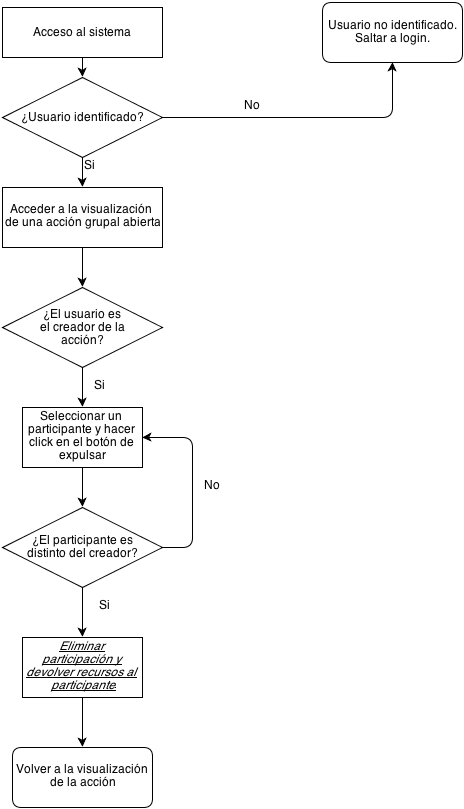 Acceso al sistema
Usuario no identificado.
Saltar a login.
¿Usuario identificado?
No
Si
Acceder a la visualización
de una acción grupal abierta
¿El usuario es
el creador de la
acción?
Si
Seleccionar un
participante y hacer
click en el botón de
expulsar
No
¿El participante es
distinto del creador?
Si
Eliminar
participación y
devolver recursos al
participante
Volver a la visualización
de la acción